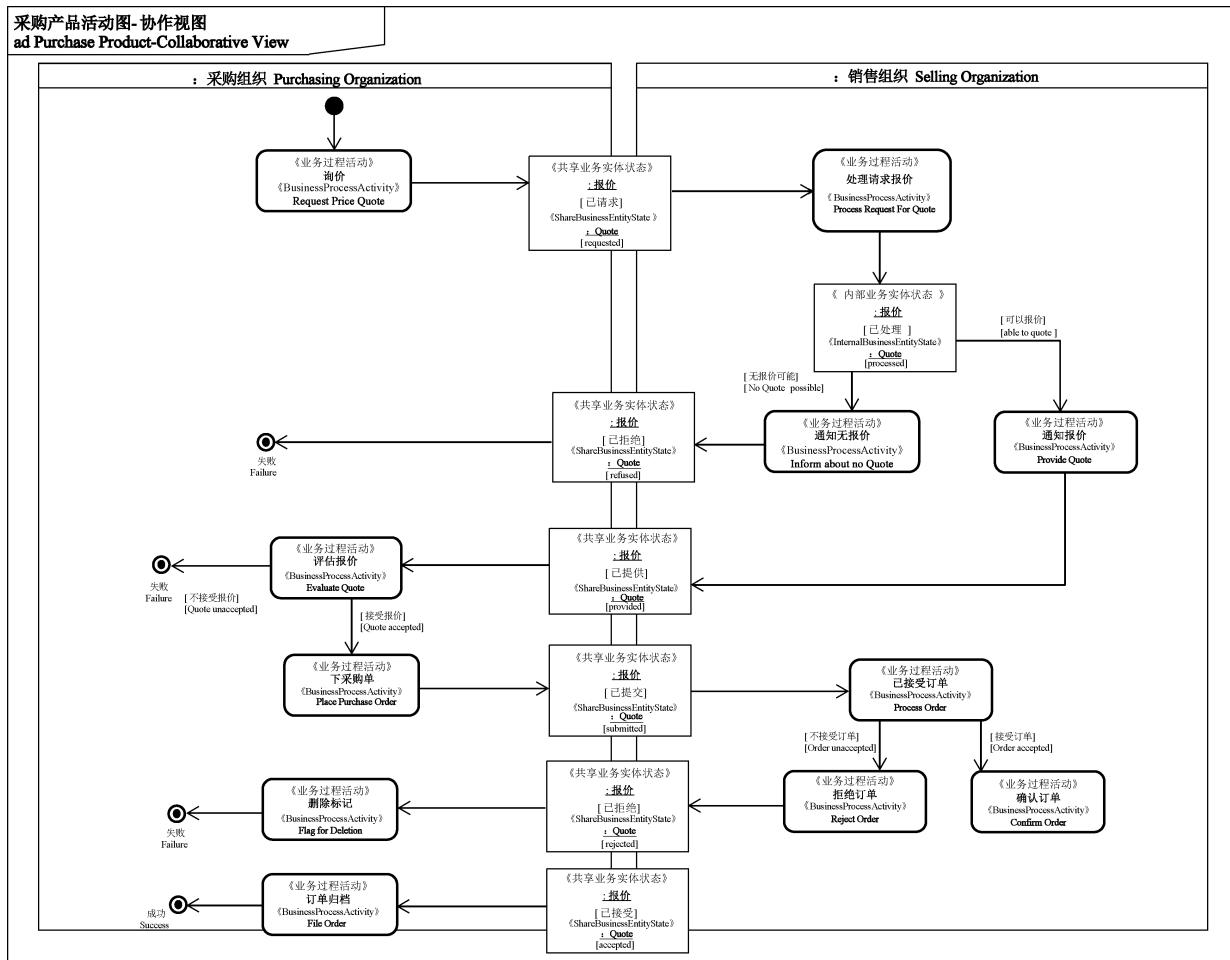 采购产品活动图-协作视图
ad Purchase Product-Collaborative View
：采购组织 Purchasing Organization
：销售组织 Selling Organization
《业务过程活动》
询价
《BusinessProcessActivity》
Request Price Quote
《共享业务实体状态》
：报价
[ 已请求]
《ShareBusinessEntityState 》
：Quote
[ requested]
《业务过程活动》
处理请求报价
《 BusinessProcessActivity》
Process Request For Quote
《 内部业务实体状态 》
：报价
[ 已处理 ]
《InternalBusinessEntityState》
：Quote
[processed]
[ 可以报价]
[able to quote ]
[ 无报价可能]
[ No Quote possible]
《共享业务实体状态》
：报价
[ 已拒绝]
《ShareBusinessEntityState》
：Quote
[refused]
失败
Failure
《业务过程活动》
通知无报价
《BusinessProcessActivity》
Inform about no Quote
《业务过程活动》
通知报价
《BusinessProcessActivity》
Provide Quote
《业务过程活动》
评估报价
《BusinessProcessActivity》
Evaluate Quote
失败
Failure
[ 不接受报价]
[Quote unaccepted]
《共享业务实体状态》
：报价
[ 已提供]
《ShareBusinessEntityState》
：Quote
[provided]
[接受报价]
[Quote accepted]
《业务过程活动》
下采购单
《BusinessProcessActivity》
Place Purchase Order
《共享业务实体状态》
：报价
[ 已提交]
《ShareBusinessEntityState》
：Quote
[submitted]
《业务过程活动》
已接受订单
《BusinessProcessActivity》
Process Order
[ 不接受订单]
[Order unaccepted]
[ 接受订单]
[Order accepted]
《业务过程活动》
删除标记
《BusinessProcessActivity》
Flag for Deletion
失败
Failure
《共享业务实体状态》
：报价
[ 已拒绝]
《ShareBusinessEntityState》
：Quote
[rejected]
《业务过程活动》
拒绝订单
《BusinessProcessActivity》
Reject Order
《业务过程活动》
确认订单
《BusinessProcessActivity》
Confirm Order
《业务过程活动》
订单归档
《BusinessProcessActivity》
File Order
成功
Success
《共享业务实体状态》
：报价
[ 已接受]
《ShareBusinessEntityState》
：Quote
[accepted]